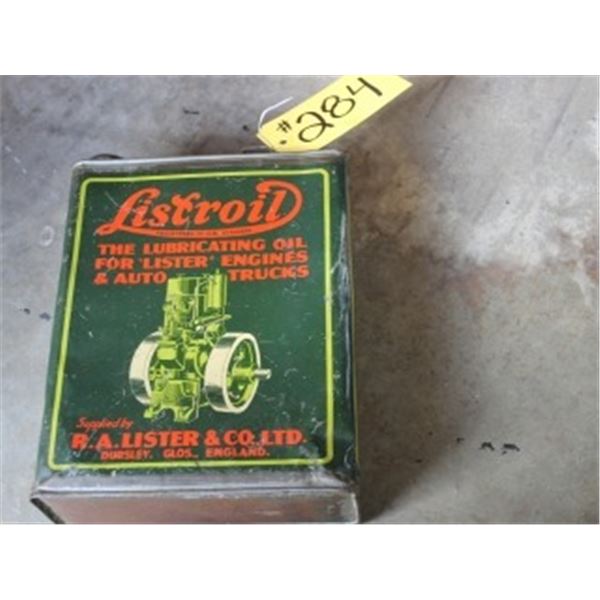 # 284
Listroil
THE LUBRICATING OIL
FOR 'LISTER' ENGINES
& AUTO TRUCKS
Supplied by
R.A. LISTER & CO. LTD.
DURSLEY. GLOS., ENGLAND.